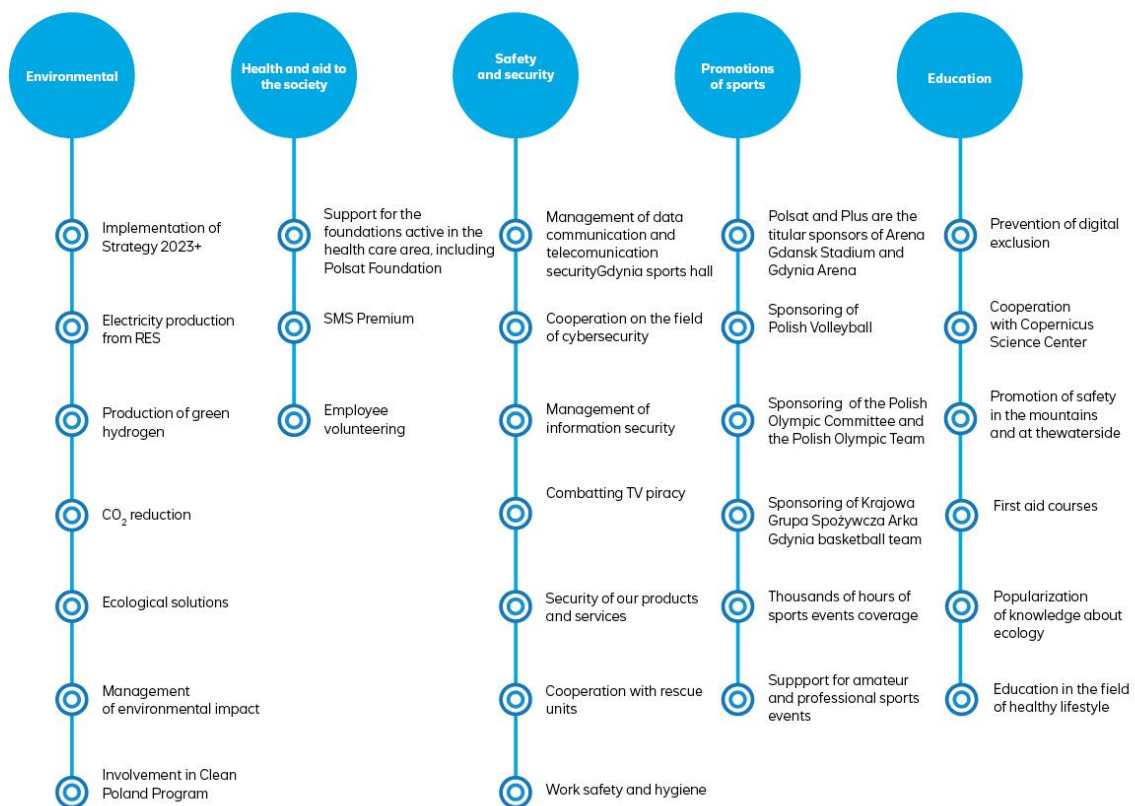 Environmental
Implementation of
Strategy 2023+
Electricity production
from RES
Production of green
hydrogen
CO₂ reduction
Ecological solutions
Management
of environmental impact
Involvement in Clean
Poland Program
Health and aid to
the society
Support for the
foundations active in the
health care area, including
Polsat Foundation
SMS Premium
Employee
volunteering
Safety
and security
Management of data
communication and
telecomunication
securityGdynia sports hall
Cooperation on the field
of cybersecurity
Management of
information security
Combatting TV piracy
Security of our products
and services
Cooperation with rescue
units
Work safety and hygiene
Promotions
of sports
Polsat and Plus are the
titular sponsors of Arena
Gdansk Stadium and
Gdynia Arena
Sponsoring of
Polish Volleyball
Sponsoring of the Polish
Olympic Committee and
the Polish Olympic Team
Sponsoring of Krajowa
Grupa Spożywcza Arka
Gdynia basketball team
Thousands of hours of
sports events coverage
Suppport for amateur
and professional sports
events
Education
Prevention of digital
exclusion
Cooperation
with Copernicus
Science Center
Promotion of safety
in the mountains
and at thewaterside
First aid courses
Popularization
of knowledge about
ecology
Education in the field
of healthy lifestyle